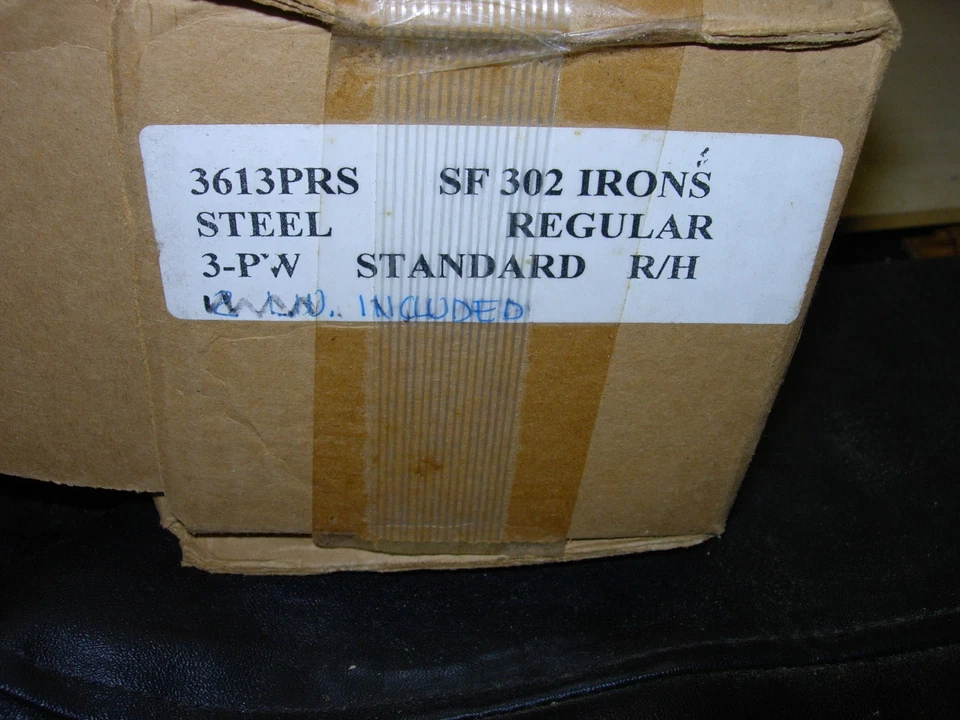 3613PRS SF 302 IRONS
STEEL REGULAR
3-PW STANDARD R/H
INCLUDED